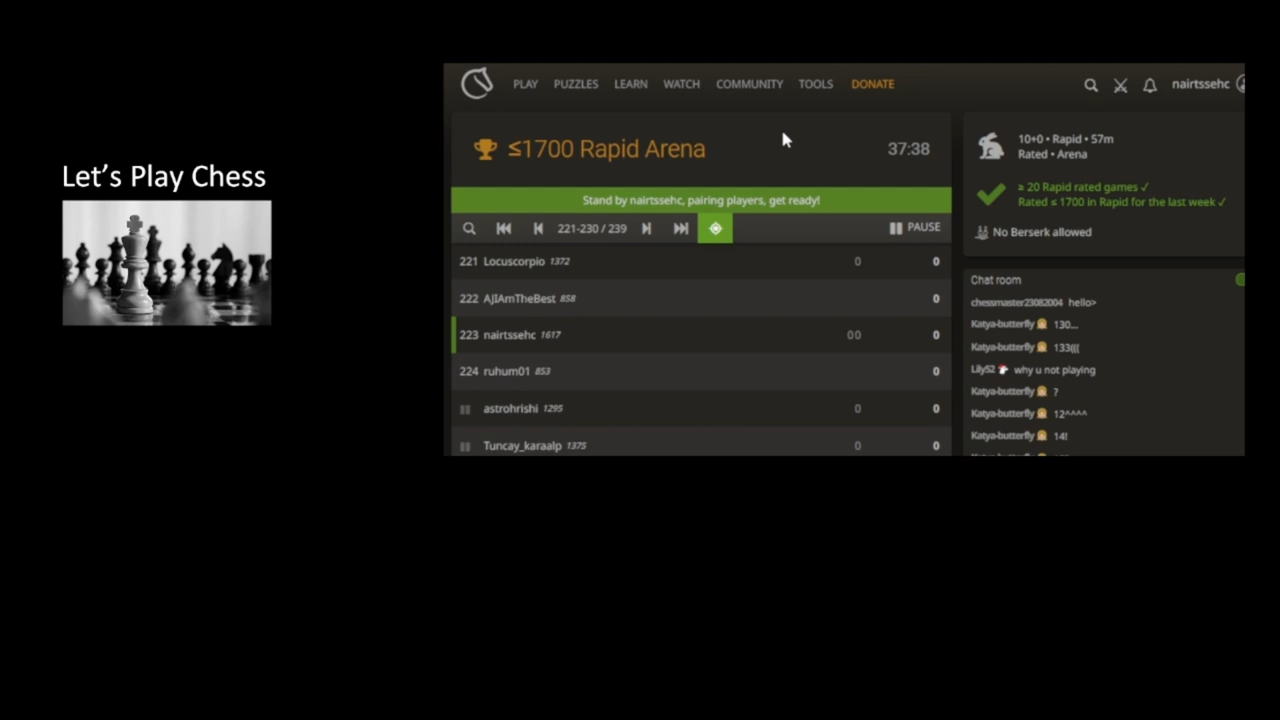 Let's Play Chess
PLAY PUZZLES LEARN WATCH COMMUNITY TOOLS DONATE nairtssehc
≤1700 Rapid Arena 37:38
Stand by nairtssehc, pairing players, get ready!
221-230 / 239 PAUSE
221 Locuscorpio 1372 0 0
222 AJIAmTheBest 858 0
223 nairtssehc 1617 00 0
224 ruhum01 853 0
astrohrishi 1295 0 0
Tuncay_karaalp 1375 0 0
10+0 • Rapid • 57m
Rated • Arena
≥ 20 Rapid rated games ✓
Rated ≤ 1700 in Rapid for the last week ✓
No Berserk allowed
Chat room
chessmaster23082004 hello>
Katya-butterfly 130...
Katya-butterfly 133(((
Lily52 why u not playing
Katya-butterfly ?
Katya-butterfly 12^^^^
Katya-butterfly 14!